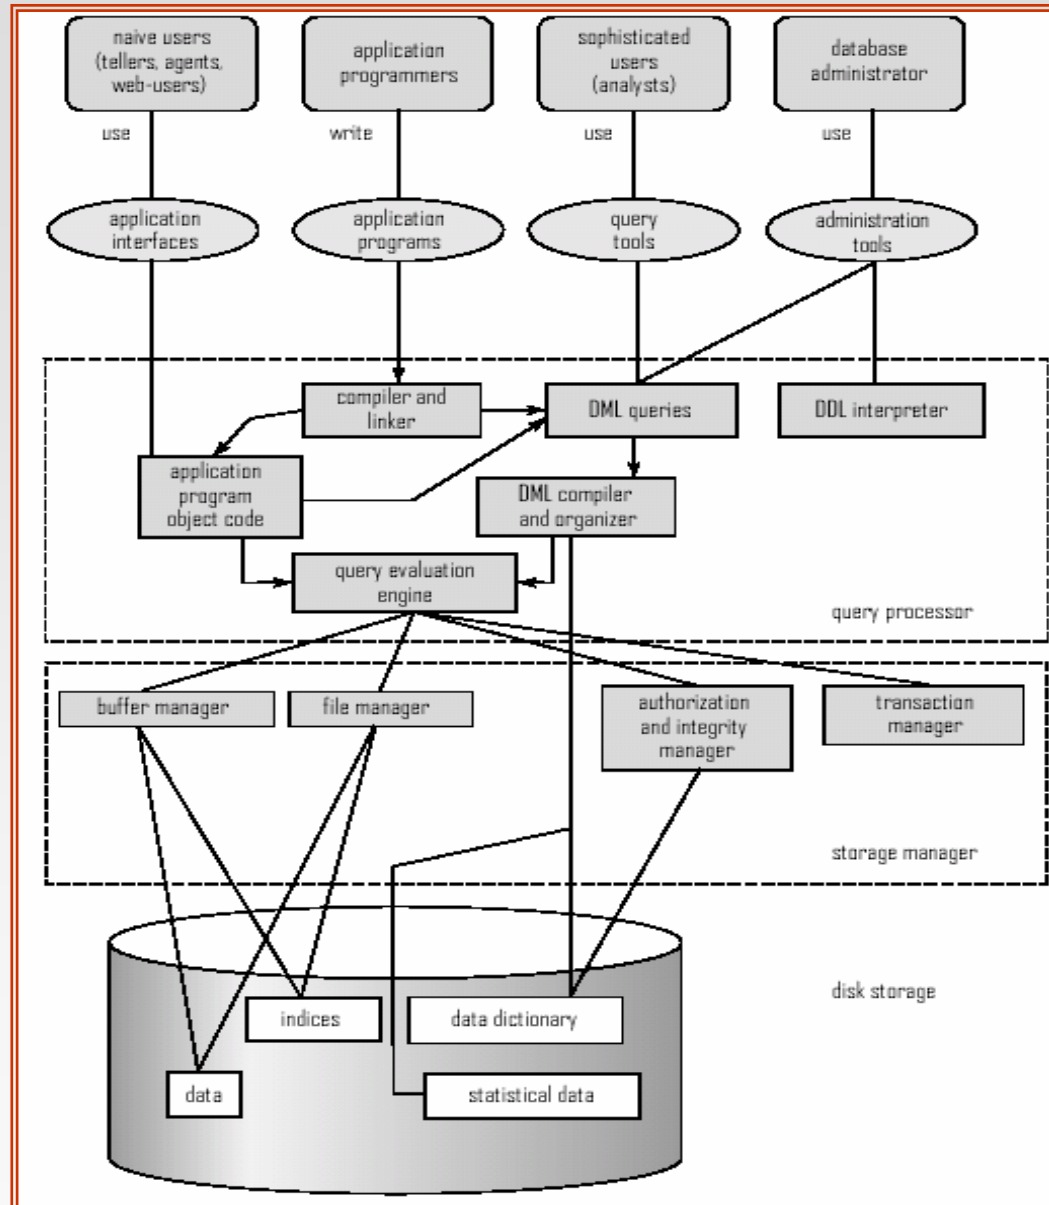 naive users
(tellers, agents,
web-users)
application
programmers
sophisticated
users
(analysts)
database
administrator
use
write
use
use
application
interfaces
application
programs
query
tools
administration
tools
compiler and
linker
DML queries
DDL interpreter
application
program
object code
DML compiler
and organizer
query evaluation
engine
query processor
buffer manager
file manager
authorization
and integrity
manager
transaction
manager
storage manager
disk storage
indices
data dictionary
data
statistical data